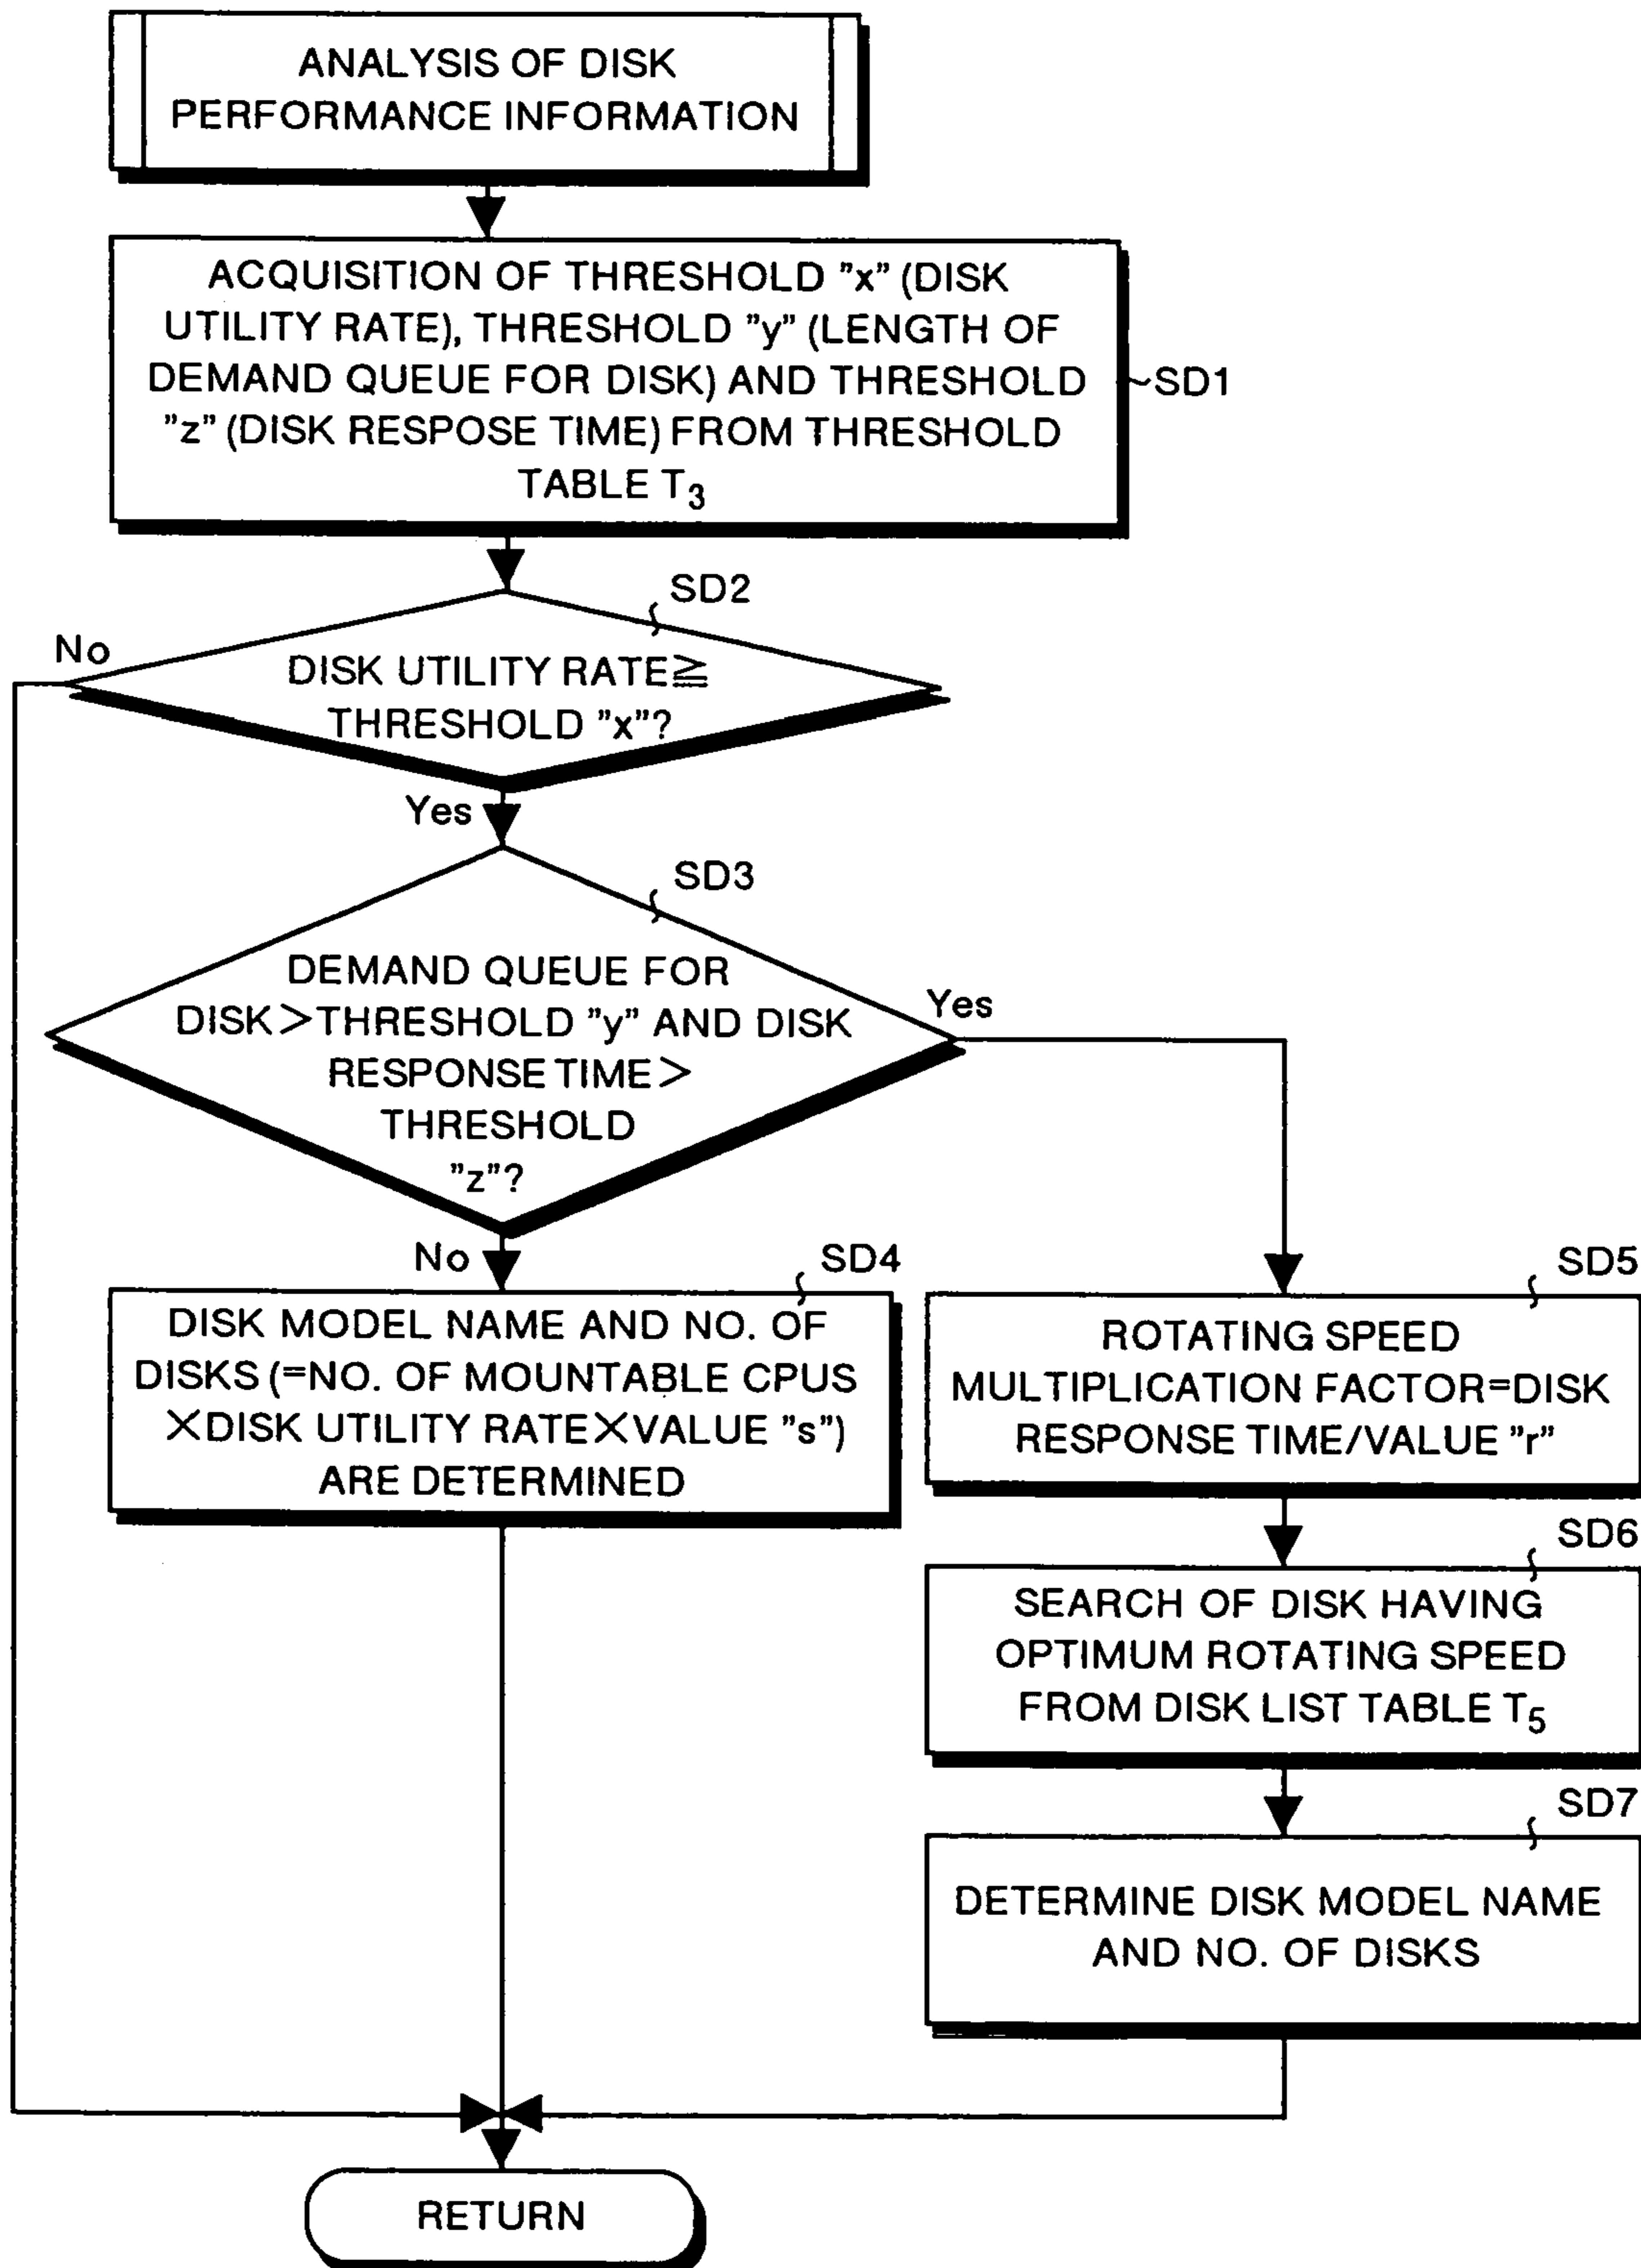 ANALYSIS OF DISK
PERFORMANCE INFORMATION
ACQUISITION OF THRESHOLD "x" (DISK
UTILITY RATE), THRESHOLD "y" (LENGTH OF
DEMAND QUEUE FOR DISK) AND THRESHOLD
"z" (DISK RESPOSE TIME) FROM THRESHOLD
TABLE T3
SD1
SD2
No
DISK UTILITY RATE≧
THRESHOLD "x"?
Yes
SD3
DEMAND QUEUE FOR
DISK>THRESHOLD "y" AND DISK
RESPONSE TIME>
THRESHOLD
"z"?
Yes
No
SD4
DISK MODEL NAME AND NO. OF
DISKS (=NO. OF MOUNTABLE CPUS
×DISK UTILITY RATE×VALUE "s")
ARE DETERMINED
SD5
ROTATING SPEED
MULTIPLICATION FACTOR=DISK
RESPONSE TIME/VALUE "r"
SD6
SEARCH OF DISK HAVING
OPTIMUM ROTATING SPEED
FROM DISK LIST TABLE T5
SD7
DETERMINE DISK MODEL NAME
AND NO. OF DISKS
RETURN